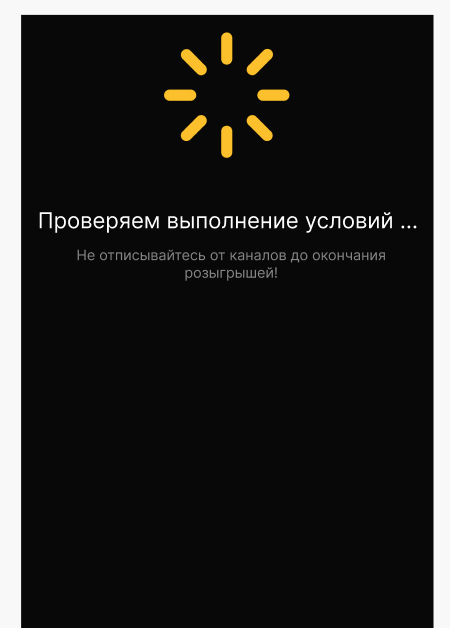 Проверяем выполнение условий ...
Не отписывайтесь от каналов до окончания
розыгрышей!